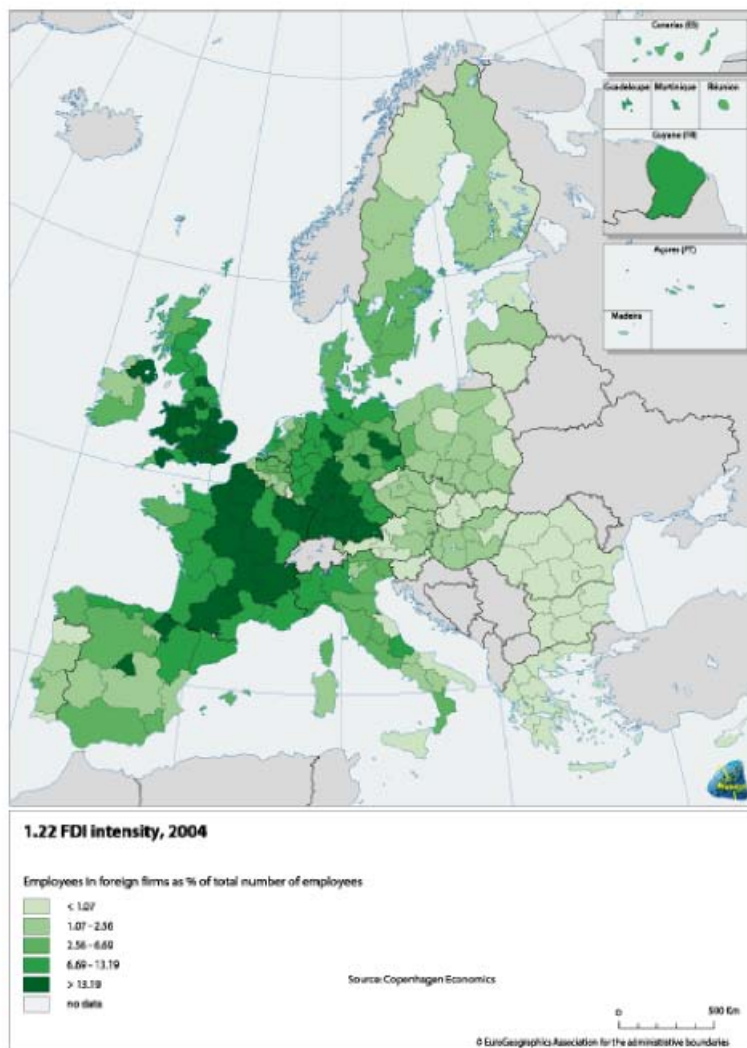 Canarias (ES)
Guadeloupe Martinique Réunion
Guyane (FR)
Açores (PT)
Madeira
1.22 FDI intensity, 2004
Employees in foreign firms as % of total number of employees
< 1.07
1.07 - 2.56
2.56 - 6.69
6.69 - 13.19
> 13.19
no data
Source: Copenhagen Economics
0 500 Km
© EuroGeographics Association for the administrative boundaries